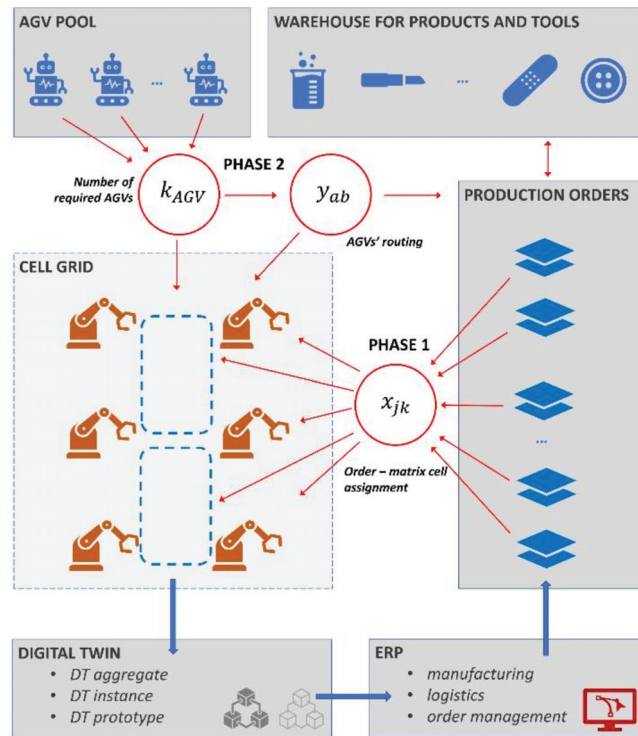 AGV POOL
...
WAREHOUSE FOR PRODUCTS AND TOOLS
...
Number of
required AGVs
k_AGV
PHASE 2
y_ab
AGVs' routing
PRODUCTION ORDERS
...
CELL GRID
PHASE 1
x_jk
Order – matrix cell
assignment
DIGITAL TWIN
• DT aggregate
• DT instance
• DT prototype
ERP
• manufacturing
• logistics
• order management